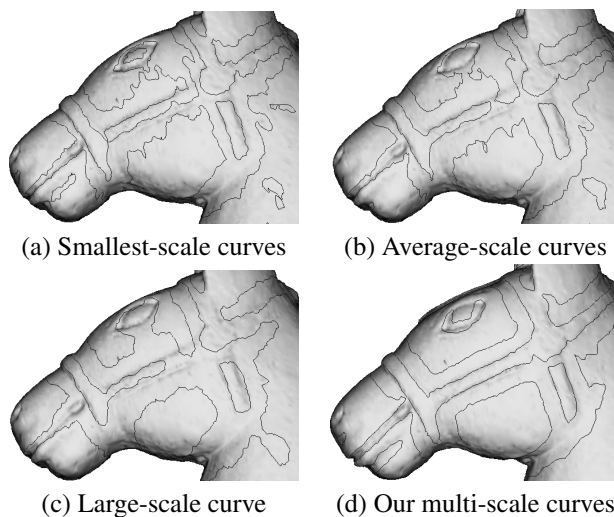 (a) Smallest-scale curves
(b) Average-scale curves
(c) Large-scale curve
(d) Our multi-scale curves